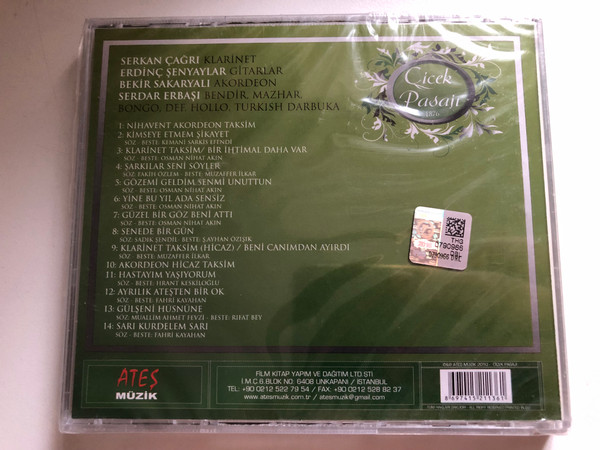 SERKAN ÇAĞRI KLARİNET
ERDİNÇ ŞENYAYLAR GİTARLAR
BEKİR SAKARYALI AKORDEON
SERDAR ERBAŞI BENDİR, MAZHAR,
BONGO, DEF, HOLLO, TURKISH DARBUKA
Çiçek
Pasajı
1876
1: NİHAVENT AKORDEON TAKSİM
2: KİMSEYE ETMEM ŞİKAYET
SÖZ - BESTE: KEMANİ SARKİS EFENDİ
3: KLARİNET TAKSİM/ BİR İHTİMAL DAHA VAR
SÖZ - BESTE: OSMAN NİHAT AKIN
4: ŞARKILAR SENİ SÖYLER
SÖZ: FAKİH ÖZLEM - BESTE: MUZAFFER İLKAR
5: GÖZEMİ GELDİM SENMİ UNUTTUN
SÖZ - BESTE: OSMAN NİHAT AKIN
6: YİNE BU YIL ADA SENSİZ
SÖZ - BESTE: OSMAN NİHAT AKIN
7: GÜZEL BİR GÖZ BENİ ATTI
SÖZ - BESTE: OSMAN NİHAT AKIN
8: SENEDE BİR GÜN
SÖZ: SADIK ŞENDİL - BESTE: ŞAYHAN ÖZIŞIK
9: KLARİNET TAKSİM (HİCAZ) / BENİ CANIMDAN AYIRDI
SÖZ - BESTE: MUZAFFER İLKAR
10: AKORDEON HİCAZ TAKSİM
11: HASTAYIM YAŞIYORUM
SÖZ - BESTE: HRANT KESKİLOĞLU
12: AYRILIK ATEŞTEN BİR OK
SÖZ - BESTE: FAHRİ KAYAHAN
13: GÜLŞENİ HÜSNÜNE
SÖZ: MUALLİM AHMET FEVZİ - BESTE: RIFAT BEY
14: SARI KURDELEM SARI
SÖZ - BESTE: FAHRİ KAYAHAN
TH3
0790966
ATEŞ
MÜZİK
FİLM KİTAP YAPIM VE DAĞITIM LTD.STİ
İ.M.Ç 6.BLOK NO. 6408 UNKAPANI / İSTANBUL
TEL: +90 0212 522 79 54 / FAX: +90 0212 528 82 37
www.atesmuzik.com.tr / atesmuzik@gmail.com
8 697415 211361